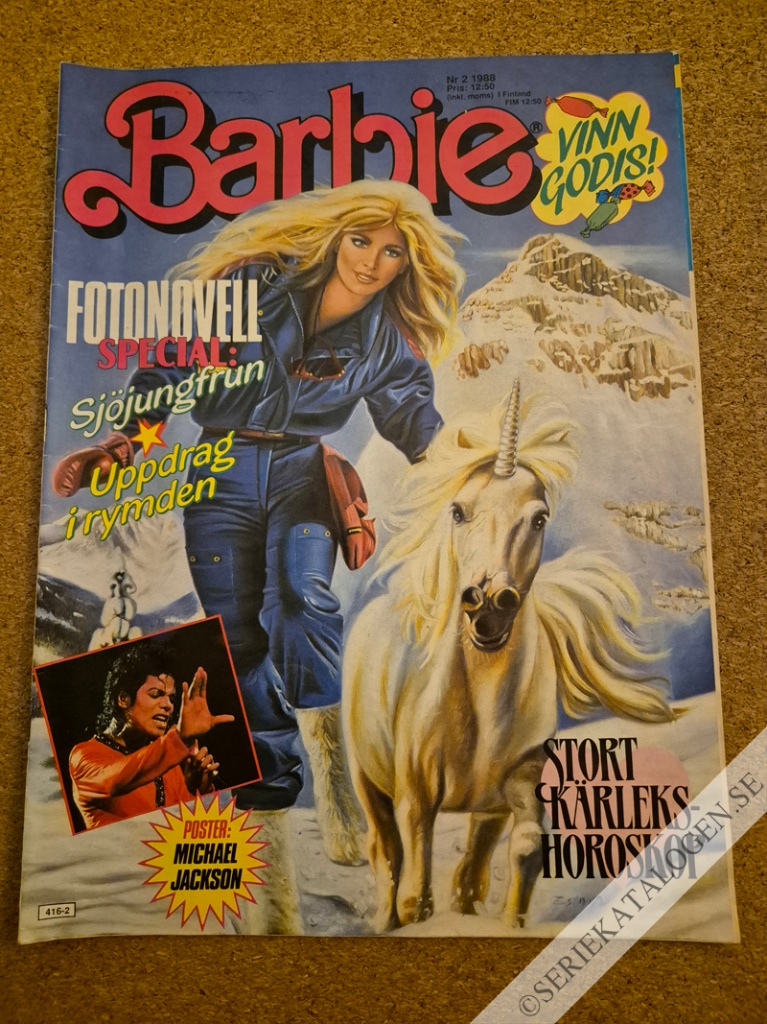 Nr 2 1988
Pris: 12:50
(inkl. moms) I Finland
FIM 12:50
Barbie®
VINN
GODIS!
FOTONOVELL
SPECIAL:
Sjöjungfrun
Uppdrag
i rymden
POSTER:
MICHAEL
JACKSON
STORT
KÄRLEKS-
HOROSKOP
416-2
©SERIEKATALOGEN.SE